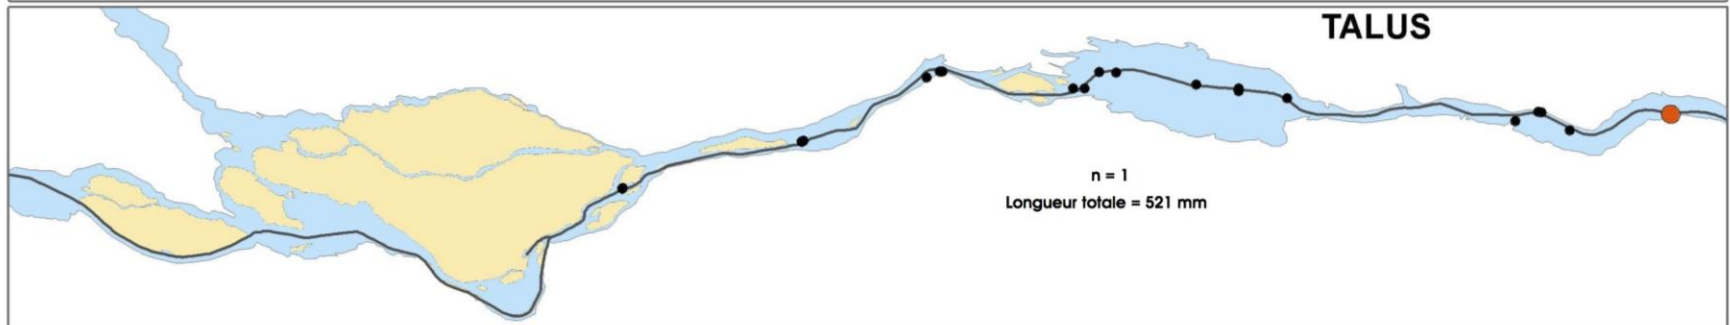 TALUS
n = 1
Longueur totale = 521 mm